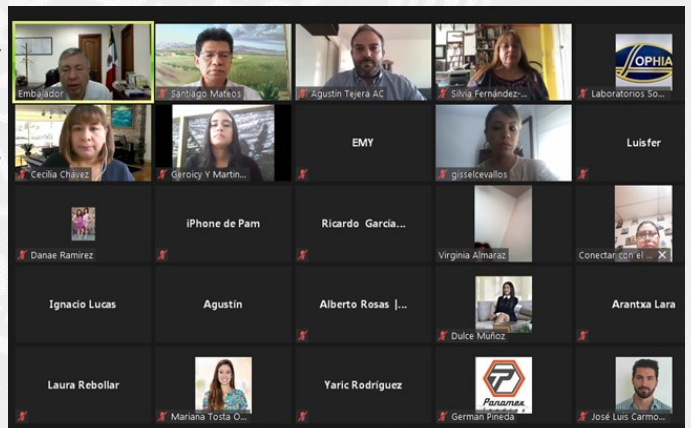 Embajador
Santiago Mateos
Agustín Tejera AC
Silvia Fernández-...
SOPHIA
Laboratorios So...
Cecilia Chávez
Geroicy Y Martin...
EMY
gisselcevallos
Luisfer
Danae Ramirez
iPhone de Pam
Ricardo García...
Virginia Almaraz
Conectar con el ...
Ignacio Lucas
Agustín
Alberto Rosas |...
Dulce Muñoz
Arantxa Lara
Laura Rebollar
Mariana Tosta O...
Yaric Rodríguez
Panamex
German Pineda
José Luis Carmo...